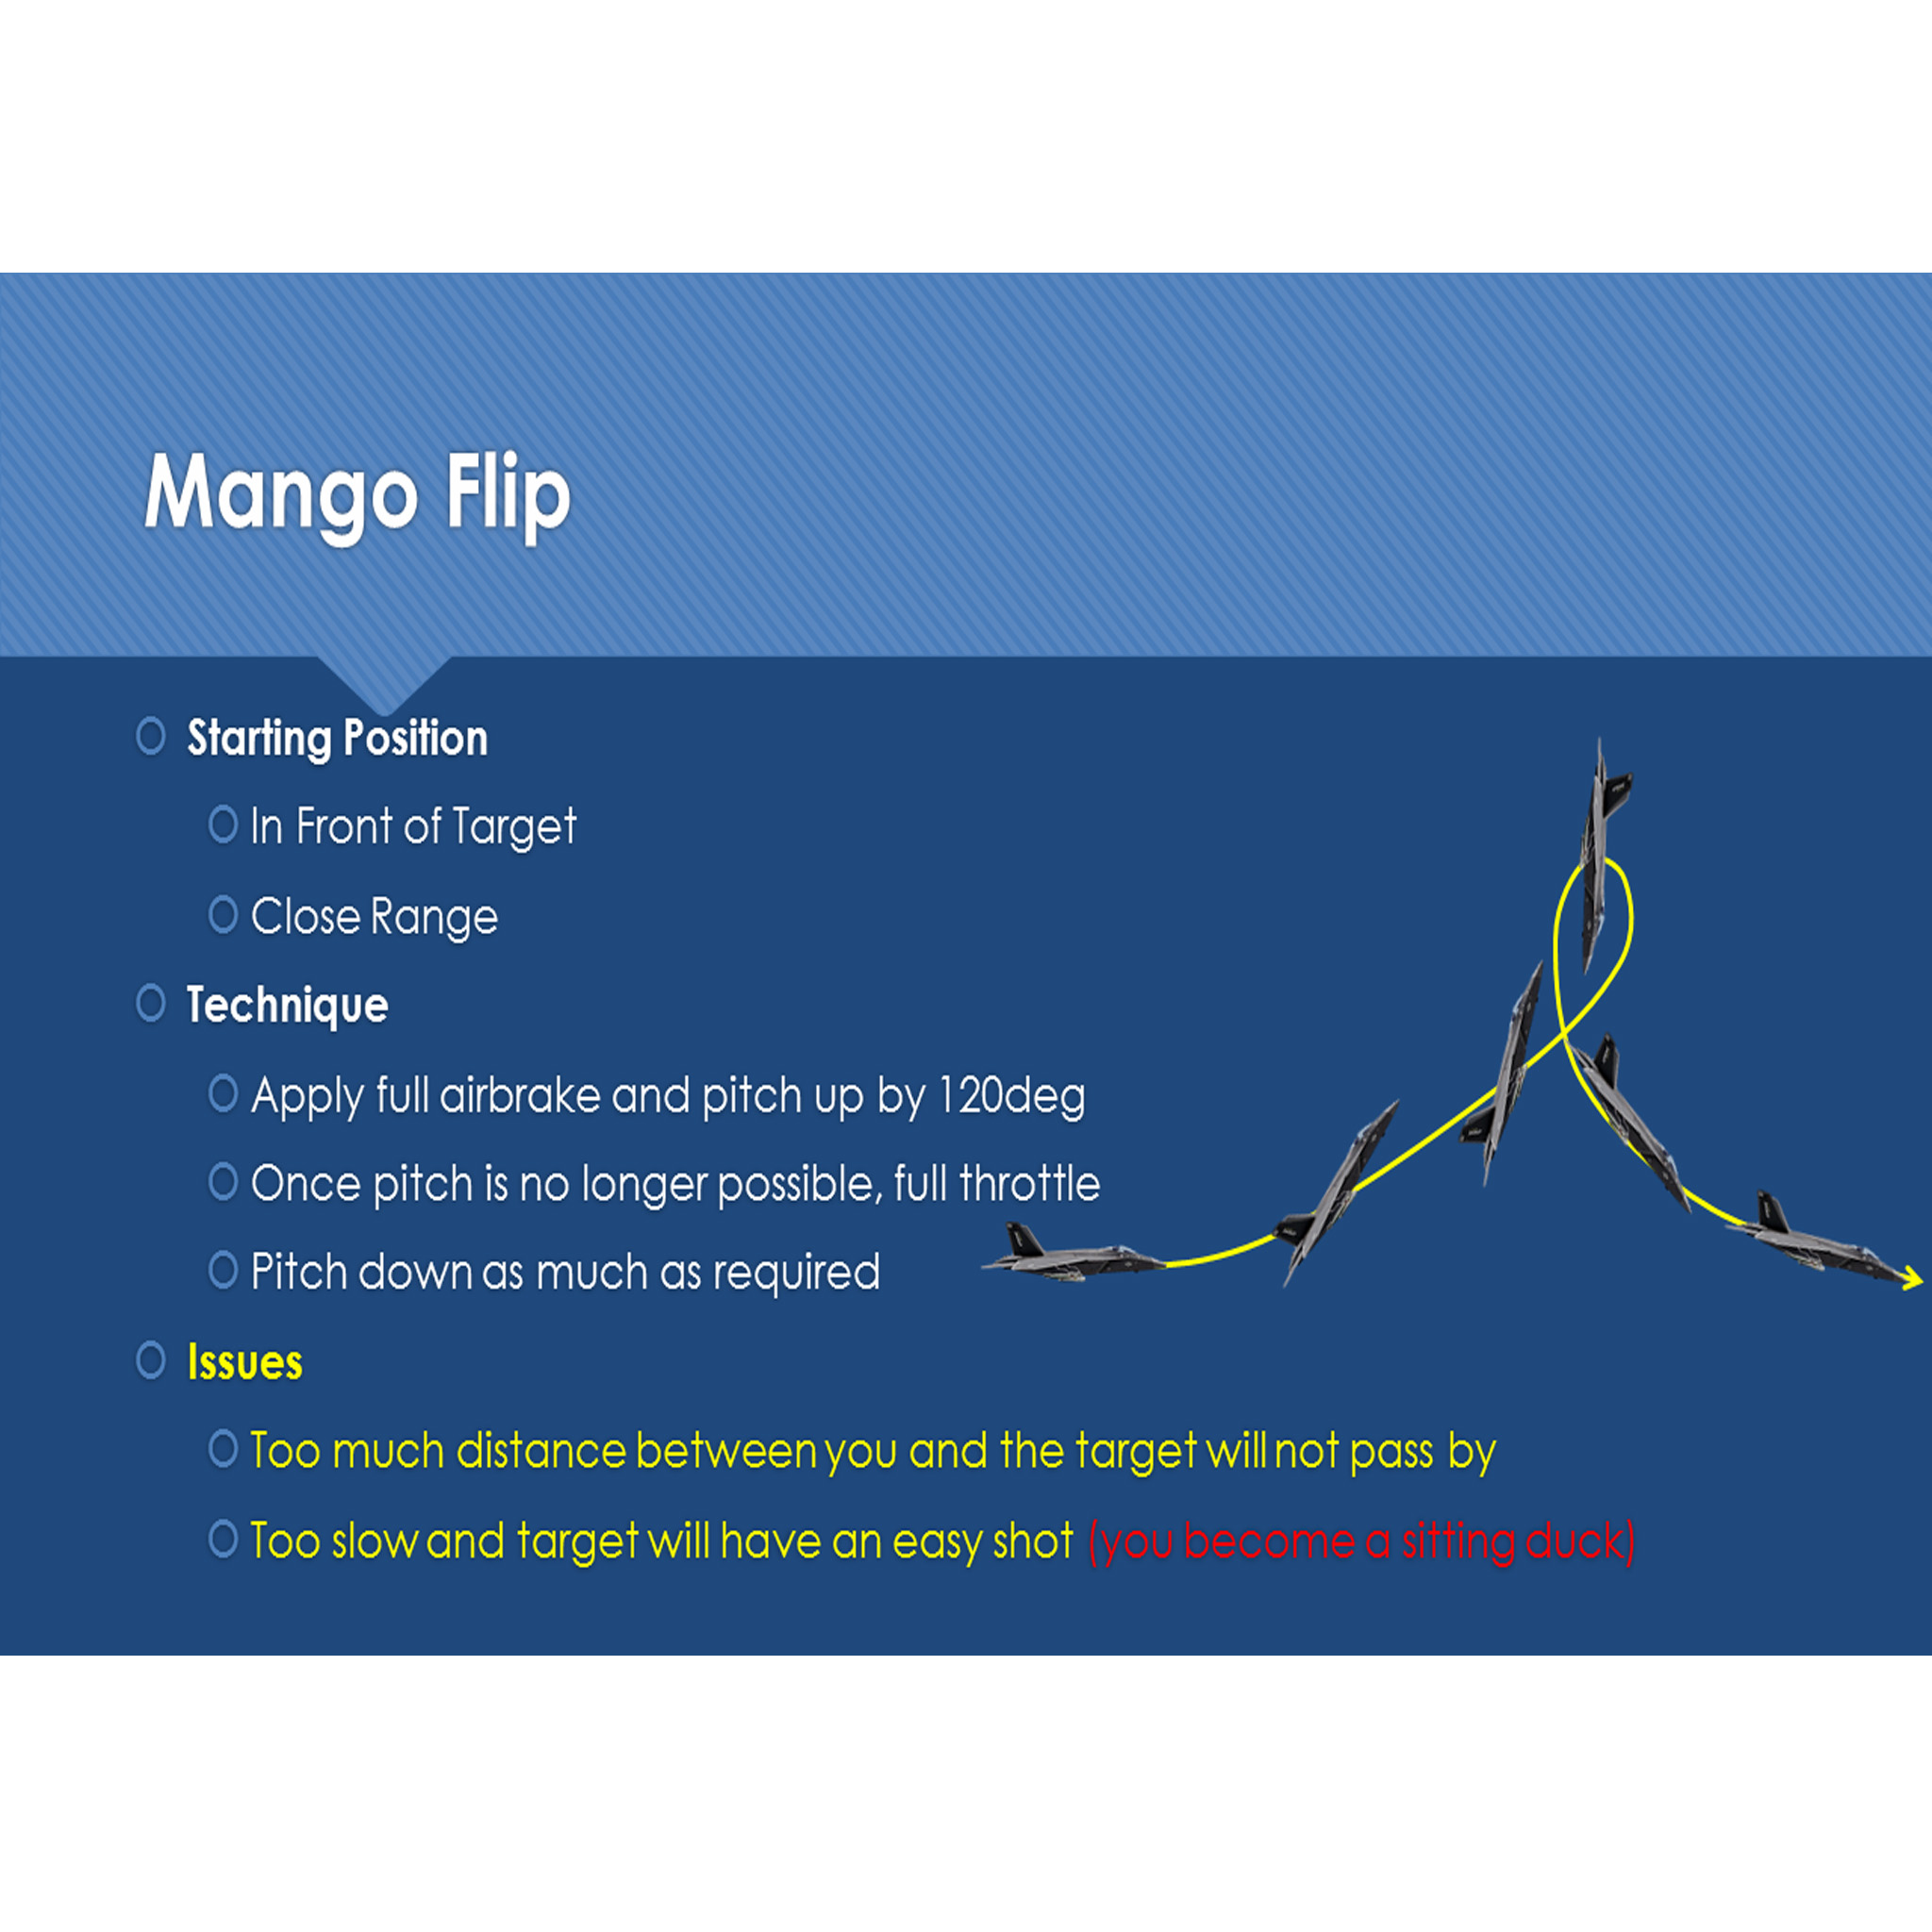 Mango Flip
Starting Position
In Front of Target
Close Range
Technique
Apply full airbrake and pitch up by 120deg
Once pitch is no longer possible, full throttle
Pitch down as much as required
Issues
Too much distance between you and the target will not pass by
Too slow and target will have an easy shot (you become a sitting duck)